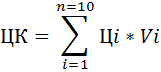 n=10
ЦК = ∑ Цi * Vi
i=1